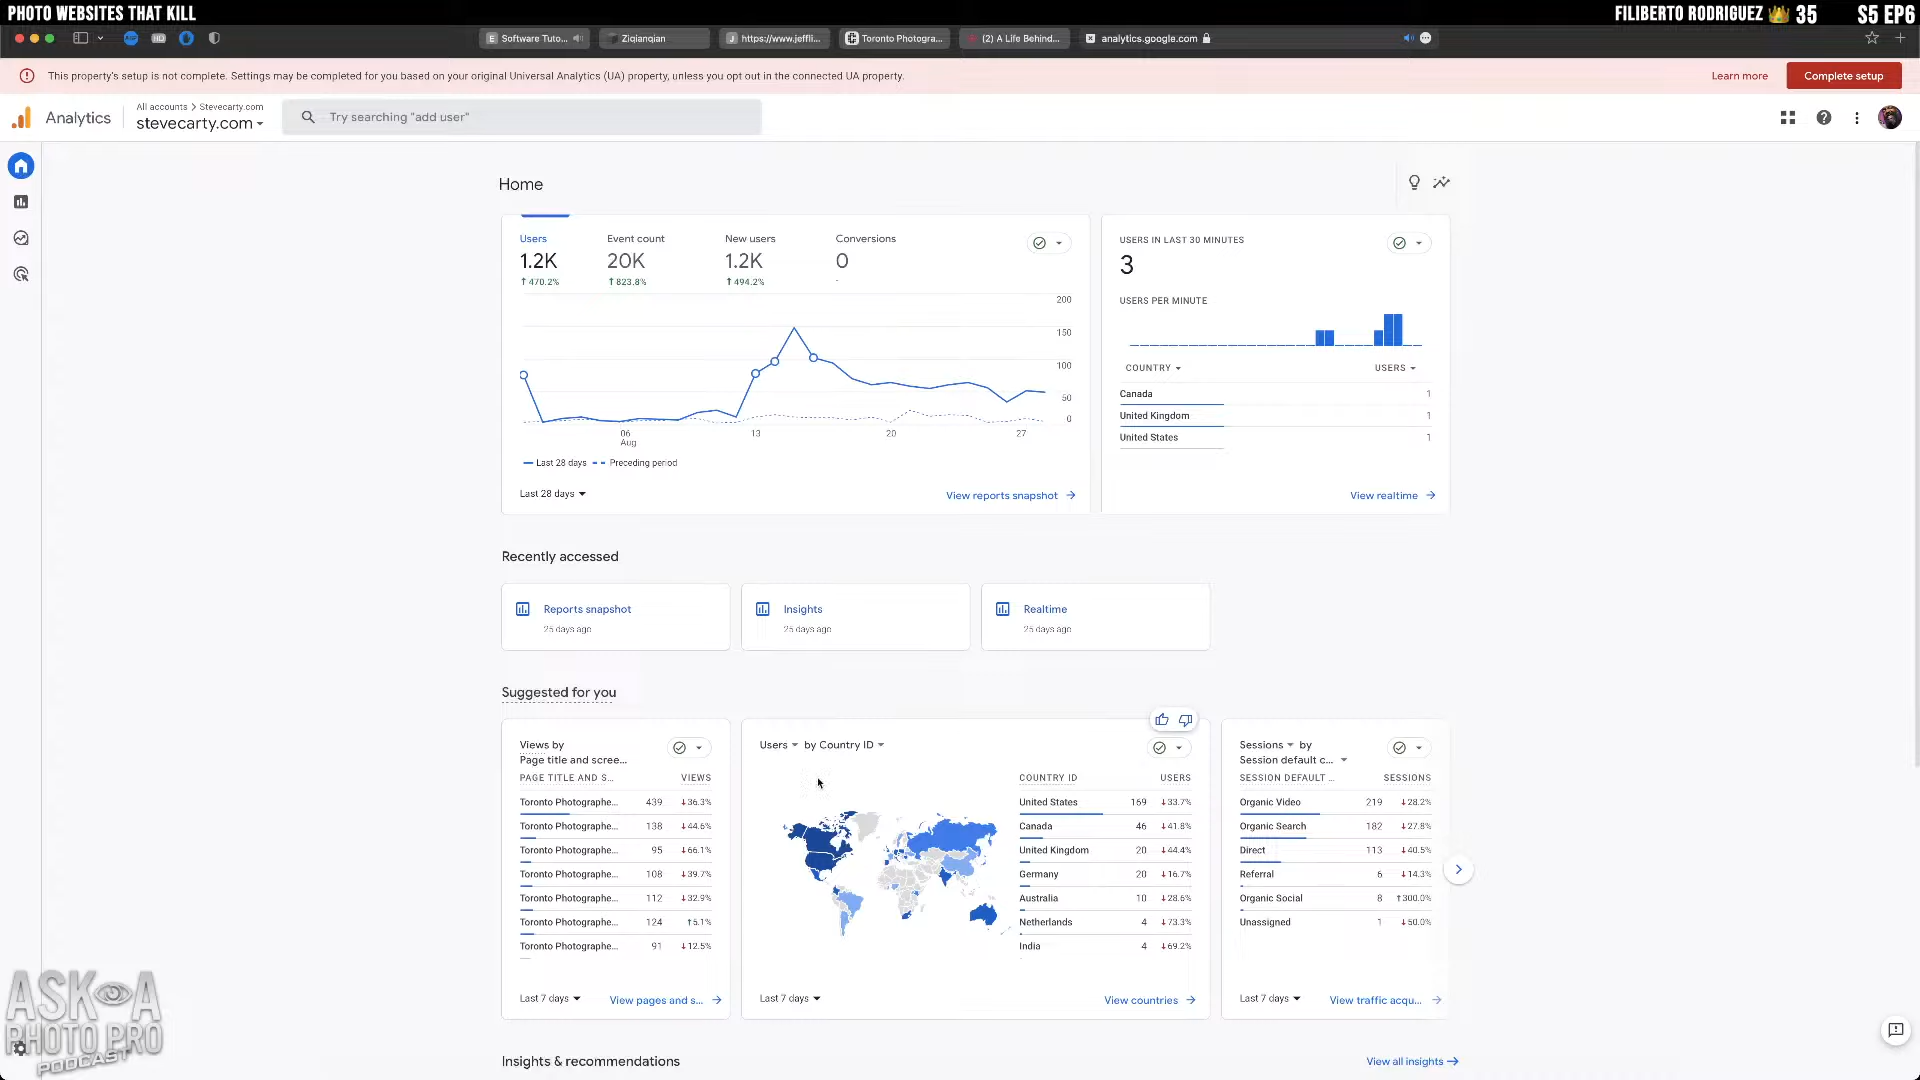 PHOTO WEBSITES THAT KILL
FILIBERTO RODRIGUEZ 35 S5 EP6
Software Tuto...
Ziqianqian
https://www.jeffli...
Toronto Photogra...
(2) A Life Behind...
analytics.google.com
This property's setup is not complete. Settings may be completed for you based on your original Universal Analytics (UA) property, unless you opt out in the connected UA property.
Learn more
Complete setup
Analytics
All accounts > Stevecarty.com
stevecarty.com
Try searching "add user"
Home
Users Event count New users Conversions
1.2K 20K 1.2K 0
↑470.2% ↑823.8% ↑494.2% -
200
150
100
50
0
06 13 20 27
Aug
Last 28 days Preceding period
Last 28 days
View reports snapshot →
USERS IN LAST 30 MINUTES
3
USERS PER MINUTE
COUNTRY USERS
Canada 1
United Kingdom 1
United States 1
View realtime →
Recently accessed
Reports snapshot
25 days ago
Insights
25 days ago
Realtime
25 days ago
Suggested for you
Views by
Page title and scree...
PAGE TITLE AND S... VIEWS
Toronto Photographe... 439 ↓36.3%
Toronto Photographe... 138 ↓44.6%
Toronto Photographe... 95 ↓66.1%
Toronto Photographe... 108 ↓39.7%
Toronto Photographe... 112 ↓32.9%
Toronto Photographe... 124 ↑5.1%
Toronto Photographe... 91 ↓12.5%
Last 7 days View pages and s... →
Users by Country ID
COUNTRY ID USERS
United States 169 ↓33.7%
Canada 46 ↓41.8%
United Kingdom 20 ↓44.4%
Germany 20 ↓16.7%
Australia 10 ↓28.6%
Netherlands 4 ↓73.3%
India 4 ↓69.2%
Last 7 days View countries →
Sessions by
Session default c...
SESSION DEFAULT ... SESSIONS
Organic Video 219 ↓28.2%
Organic Search 182 ↓27.8%
Direct 113 ↓40.5%
Referral 6 ↓14.3%
Organic Social 8 ↑300.0%
Unassigned 1 ↓50.0%
Last 7 days View traffic acqu... →
Insights & recommendations
View all insights →
ASK A
PHOTO PRO
PODCAST